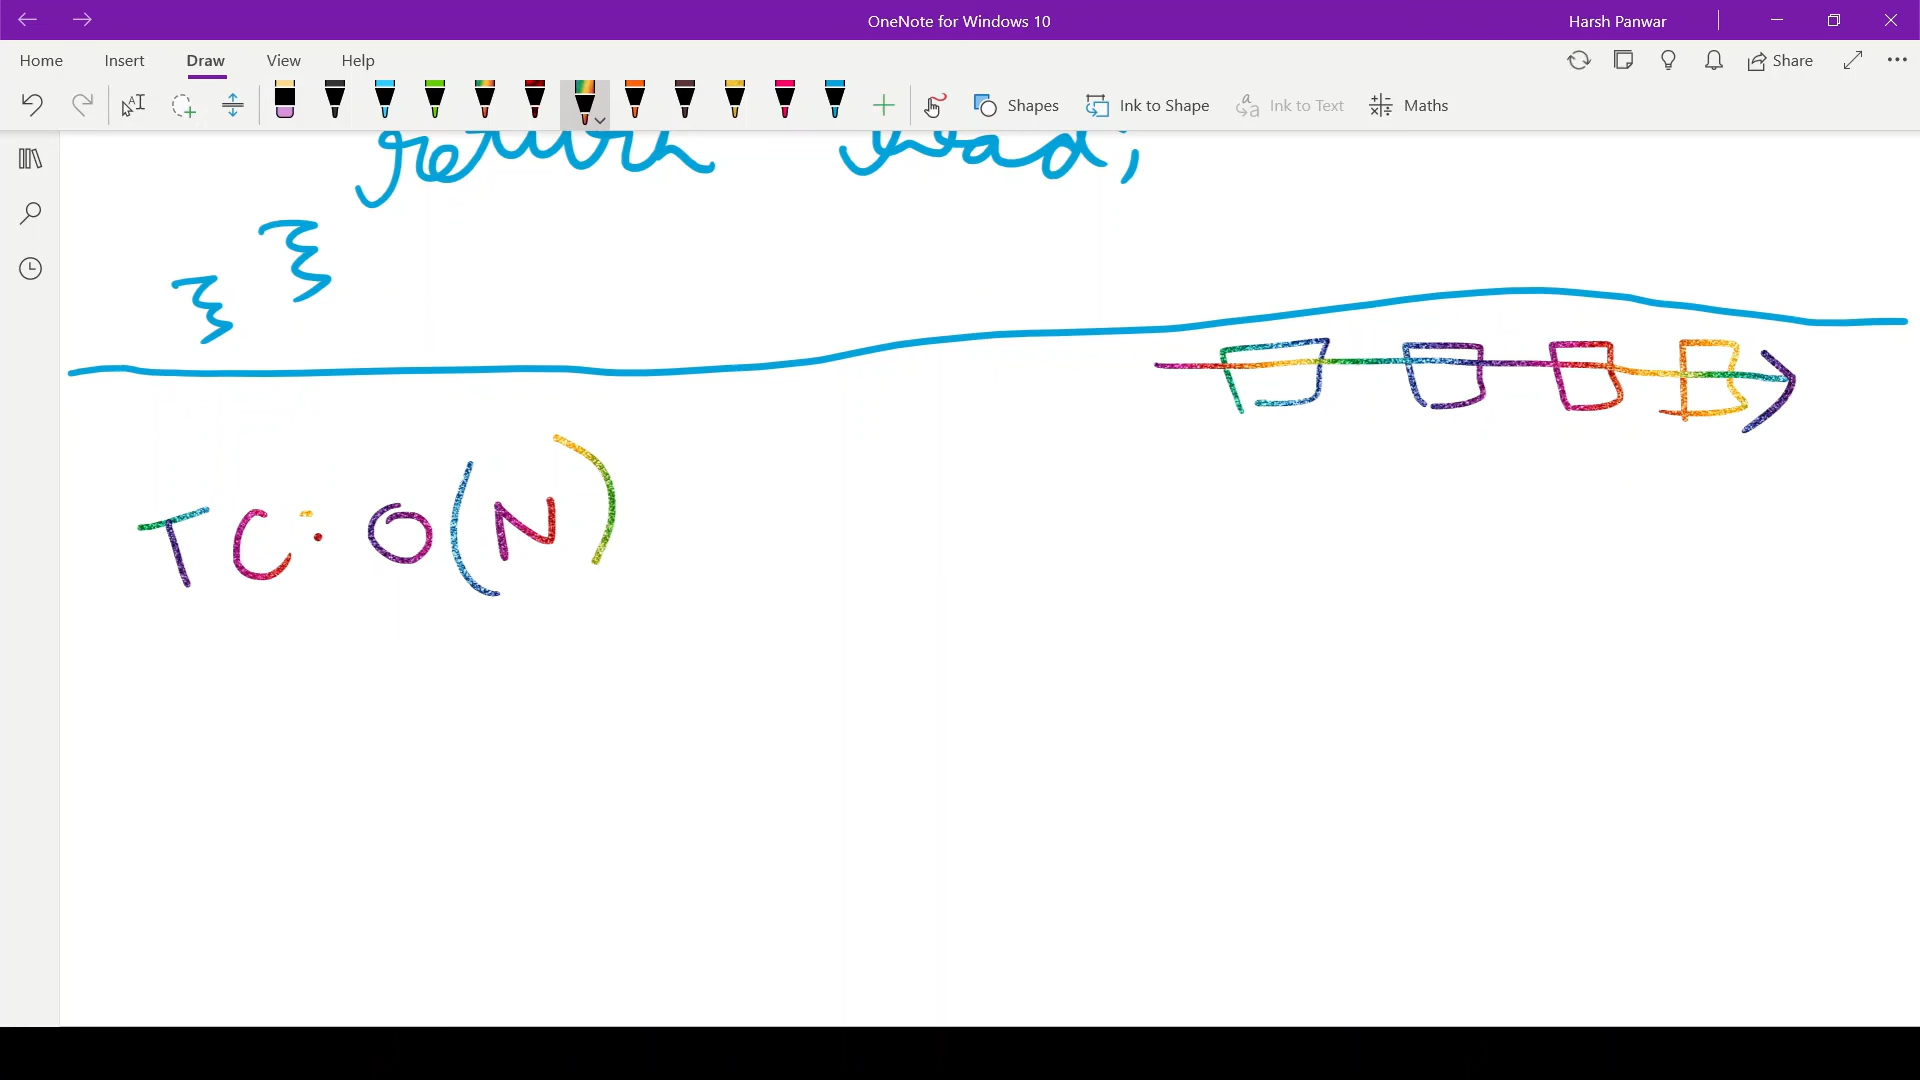 OneNote for Windows 10
Harsh Panwar
Home Insert Draw View Help
Share
Shapes Ink to Shape Ink to Text Maths
return head;
}
}
TC: O(N)